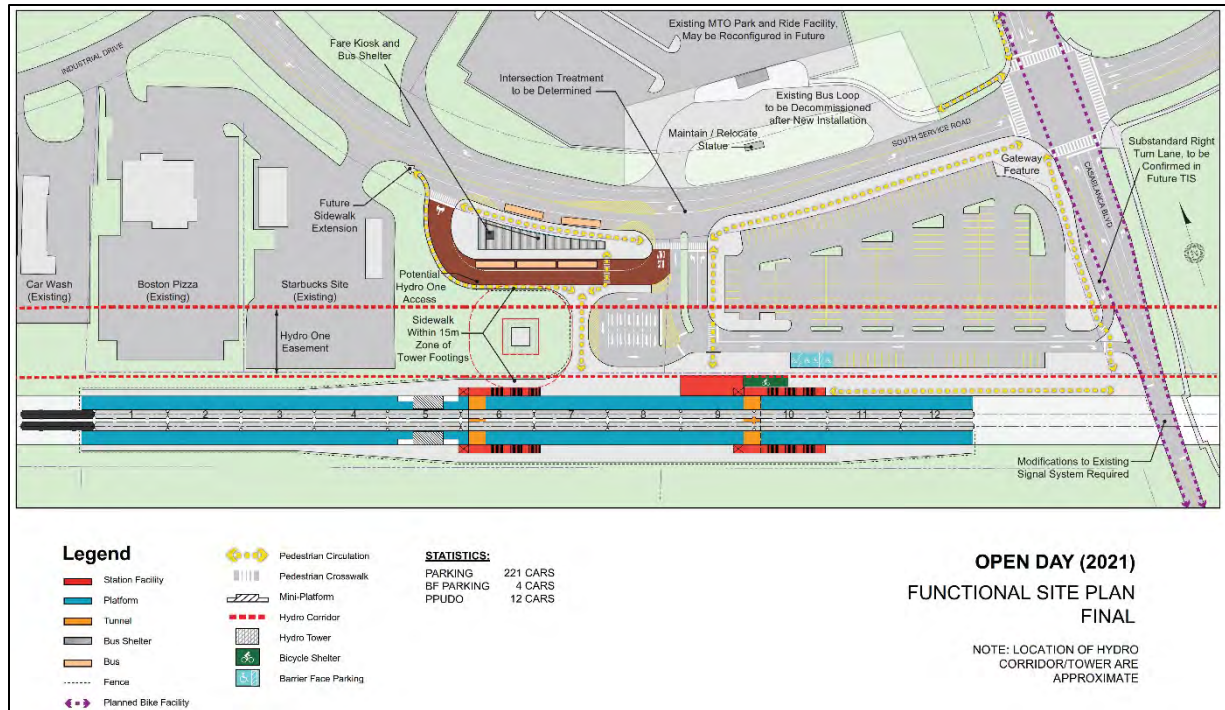 INDUSTRIAL DRIVE
Fare Kiosk and
Bus Shelter
Existing MTO Park and Ride Facility,
May be Reconfigured in Future
Intersection Treatment
to be Determined
Existing Bus Loop
to be Decommissioned
after New Installation
Maintain / Relocate
Statue
SOUTH SERVICE ROAD
Gateway
Feature
CASABLANCA BLVD
Substandard Right
Turn Lane, to be
Confirmed in
Future TIS
Future
Sidewalk
Extension
Car Wash
(Existing)
Boston Pizza
(Existing)
Starbucks Site
(Existing)
Potential
Hydro One
Access
Hydro One
Easement
Sidewalk
Within 15m
Zone of
Tower Footings
1 2 3 4 5 6 7 8 9 10 11 12
Modifications to Existing
Signal System Required
Legend
Station Facility
Platform
Tunnel
Bus Shelter
Bus
Fence
Planned Bike Facility
Pedestrian Circulation
Pedestrian Crosswalk
Mini-Platform
Hydro Corridor
Hydro Tower
Bicycle Shelter
Barrier Face Parking
STATISTICS:
PARKING 221 CARS
BF PARKING 4 CARS
PPUDO 12 CARS
OPEN DAY (2021)
FUNCTIONAL SITE PLAN
FINAL
NOTE: LOCATION OF HYDRO
CORRIDOR/TOWER ARE
APPROXIMATE